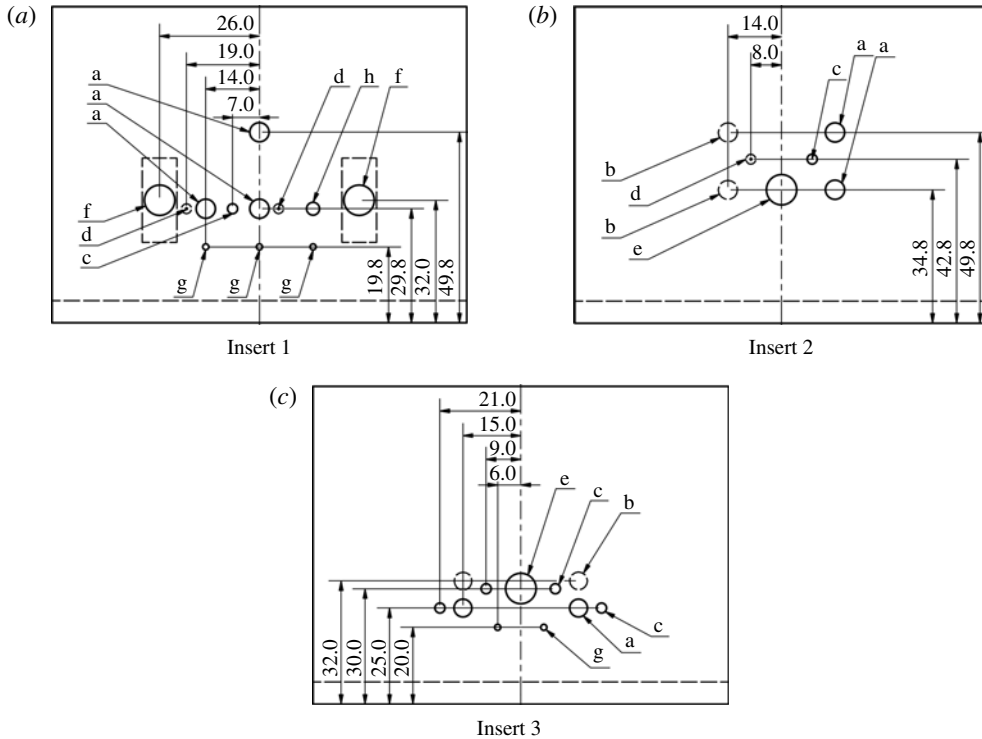 (a)
26.0
19.0
14.0
7.0
a
a
a
d
h
f
f
d
c
g
g
g
19.8
29.8
32.0
49.8
Insert 1
(b)
14.0
8.0
a
a
c
b
d
b
e
34.8
42.8
49.8
Insert 2
(c)
21.0
15.0
9.0
6.0
e
c
b
32.0
30.0
25.0
20.0
g
a
c
Insert 3